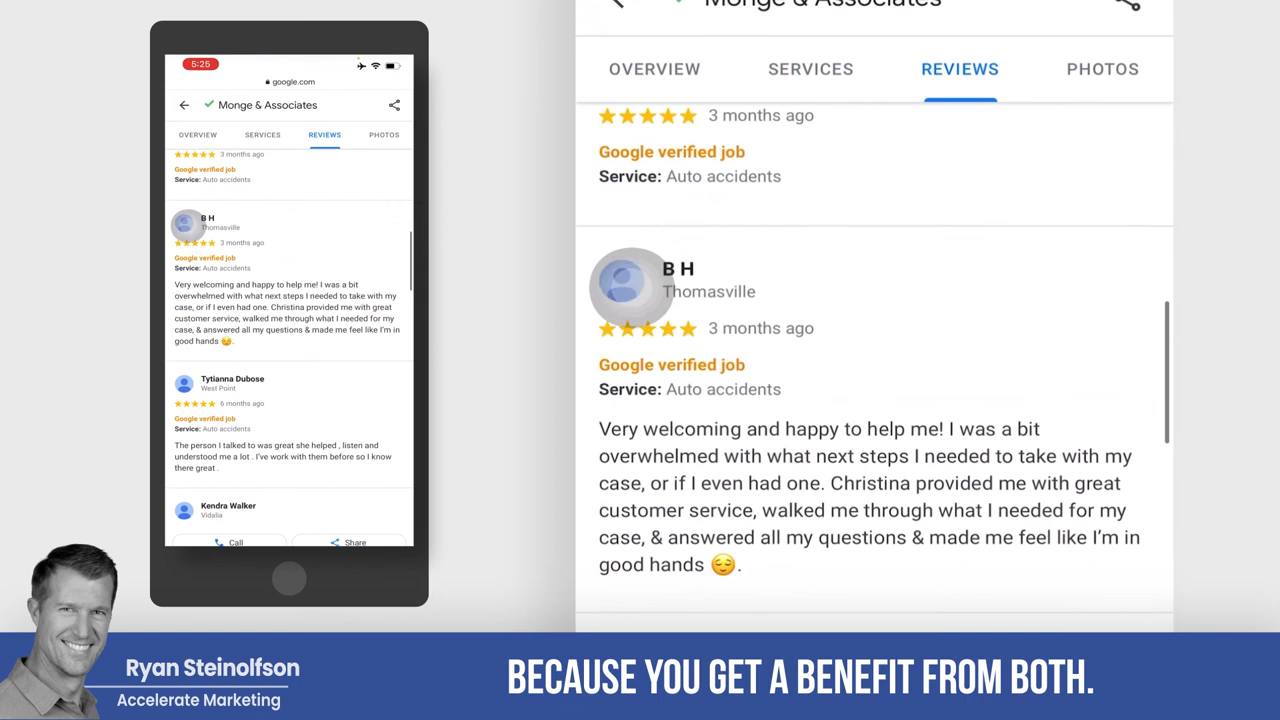 5:25
google.com
Monge & Associates
OVERVIEW SERVICES REVIEWS PHOTOS
3 months ago
Google verified job
Service: Auto accidents
B H
Thomasville
3 months ago
Google verified job
Service: Auto accidents
Very welcoming and happy to help me! I was a bit
overwhelmed with what next steps I needed to take with my
case, or if I even had one. Christina provided me with great
customer service, walked me through what I needed for my
case, & answered all my questions & made me feel like I'm in
good hands 😌.
Tytianna Dubose
West Point
6 months ago
Google verified job
Service: Auto accidents
The person I talked to was great she helped , listen and
understood me a lot . I've work with them before so I know
there great .
Kendra Walker
Vidalia
Call Share
Monge & Associates
OVERVIEW SERVICES REVIEWS PHOTOS
3 months ago
Google verified job
Service: Auto accidents
B H
Thomasville
3 months ago
Google verified job
Service: Auto accidents
Very welcoming and happy to help me! I was a bit
overwhelmed with what next steps I needed to take with my
case, or if I even had one. Christina provided me with great
customer service, walked me through what I needed for my
case, & answered all my questions & made me feel like I'm in
good hands 😌.
Ryan Steinolfson
Accelerate Marketing
BECAUSE YOU GET A BENEFIT FROM BOTH.